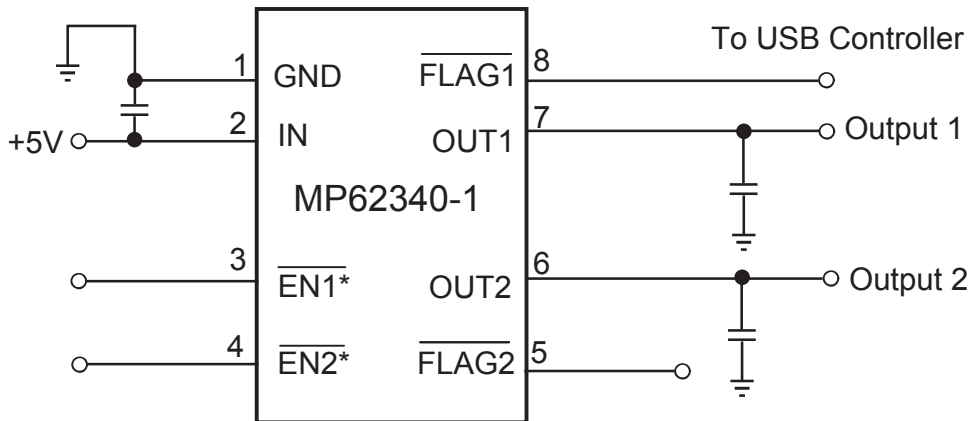 To USB Controller
1 GND FLAG1 8
+5V 2 IN OUT1 7 Output 1
MP62340-1
3 EN1* OUT2 6 Output 2
4 EN2* FLAG2 5